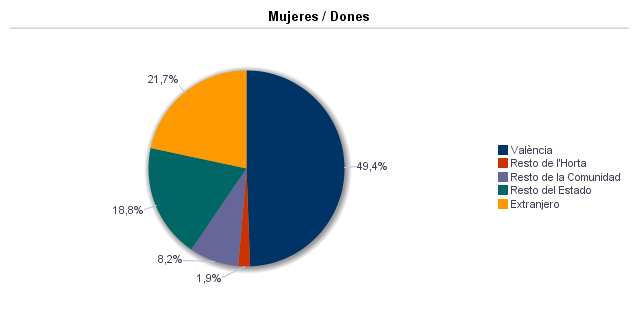 Mujeres / Dones
21,7%
49,4%
18,8%
8,2%
1,9%
València
Resto de l'Horta
Resto de la Comunidad
Resto del Estado
Extranjero